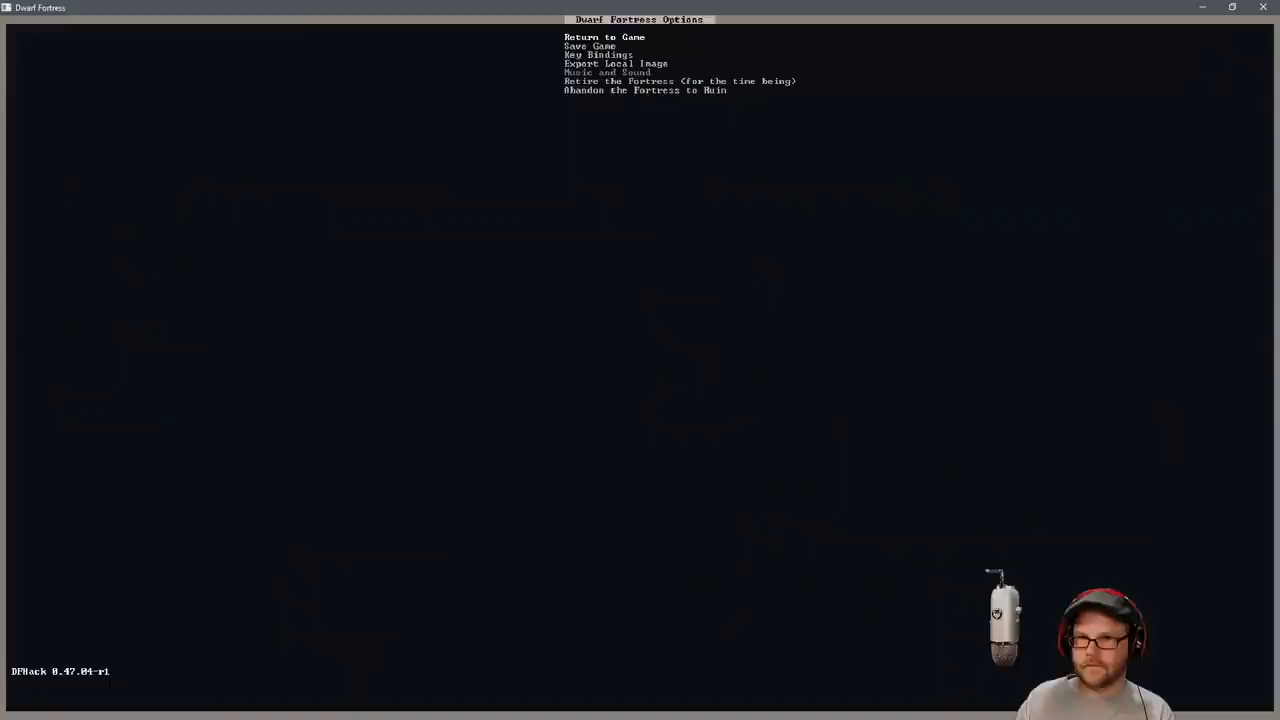 Dwarf Fortress
Dwarf Fortress Options
Return to Game
Save Game
Key Bindings
Export Local Image
Music and Sound
Retire the Fortress (for the time being)
Abandon the Fortress to Ruin
DFHack 0.47.04-r1